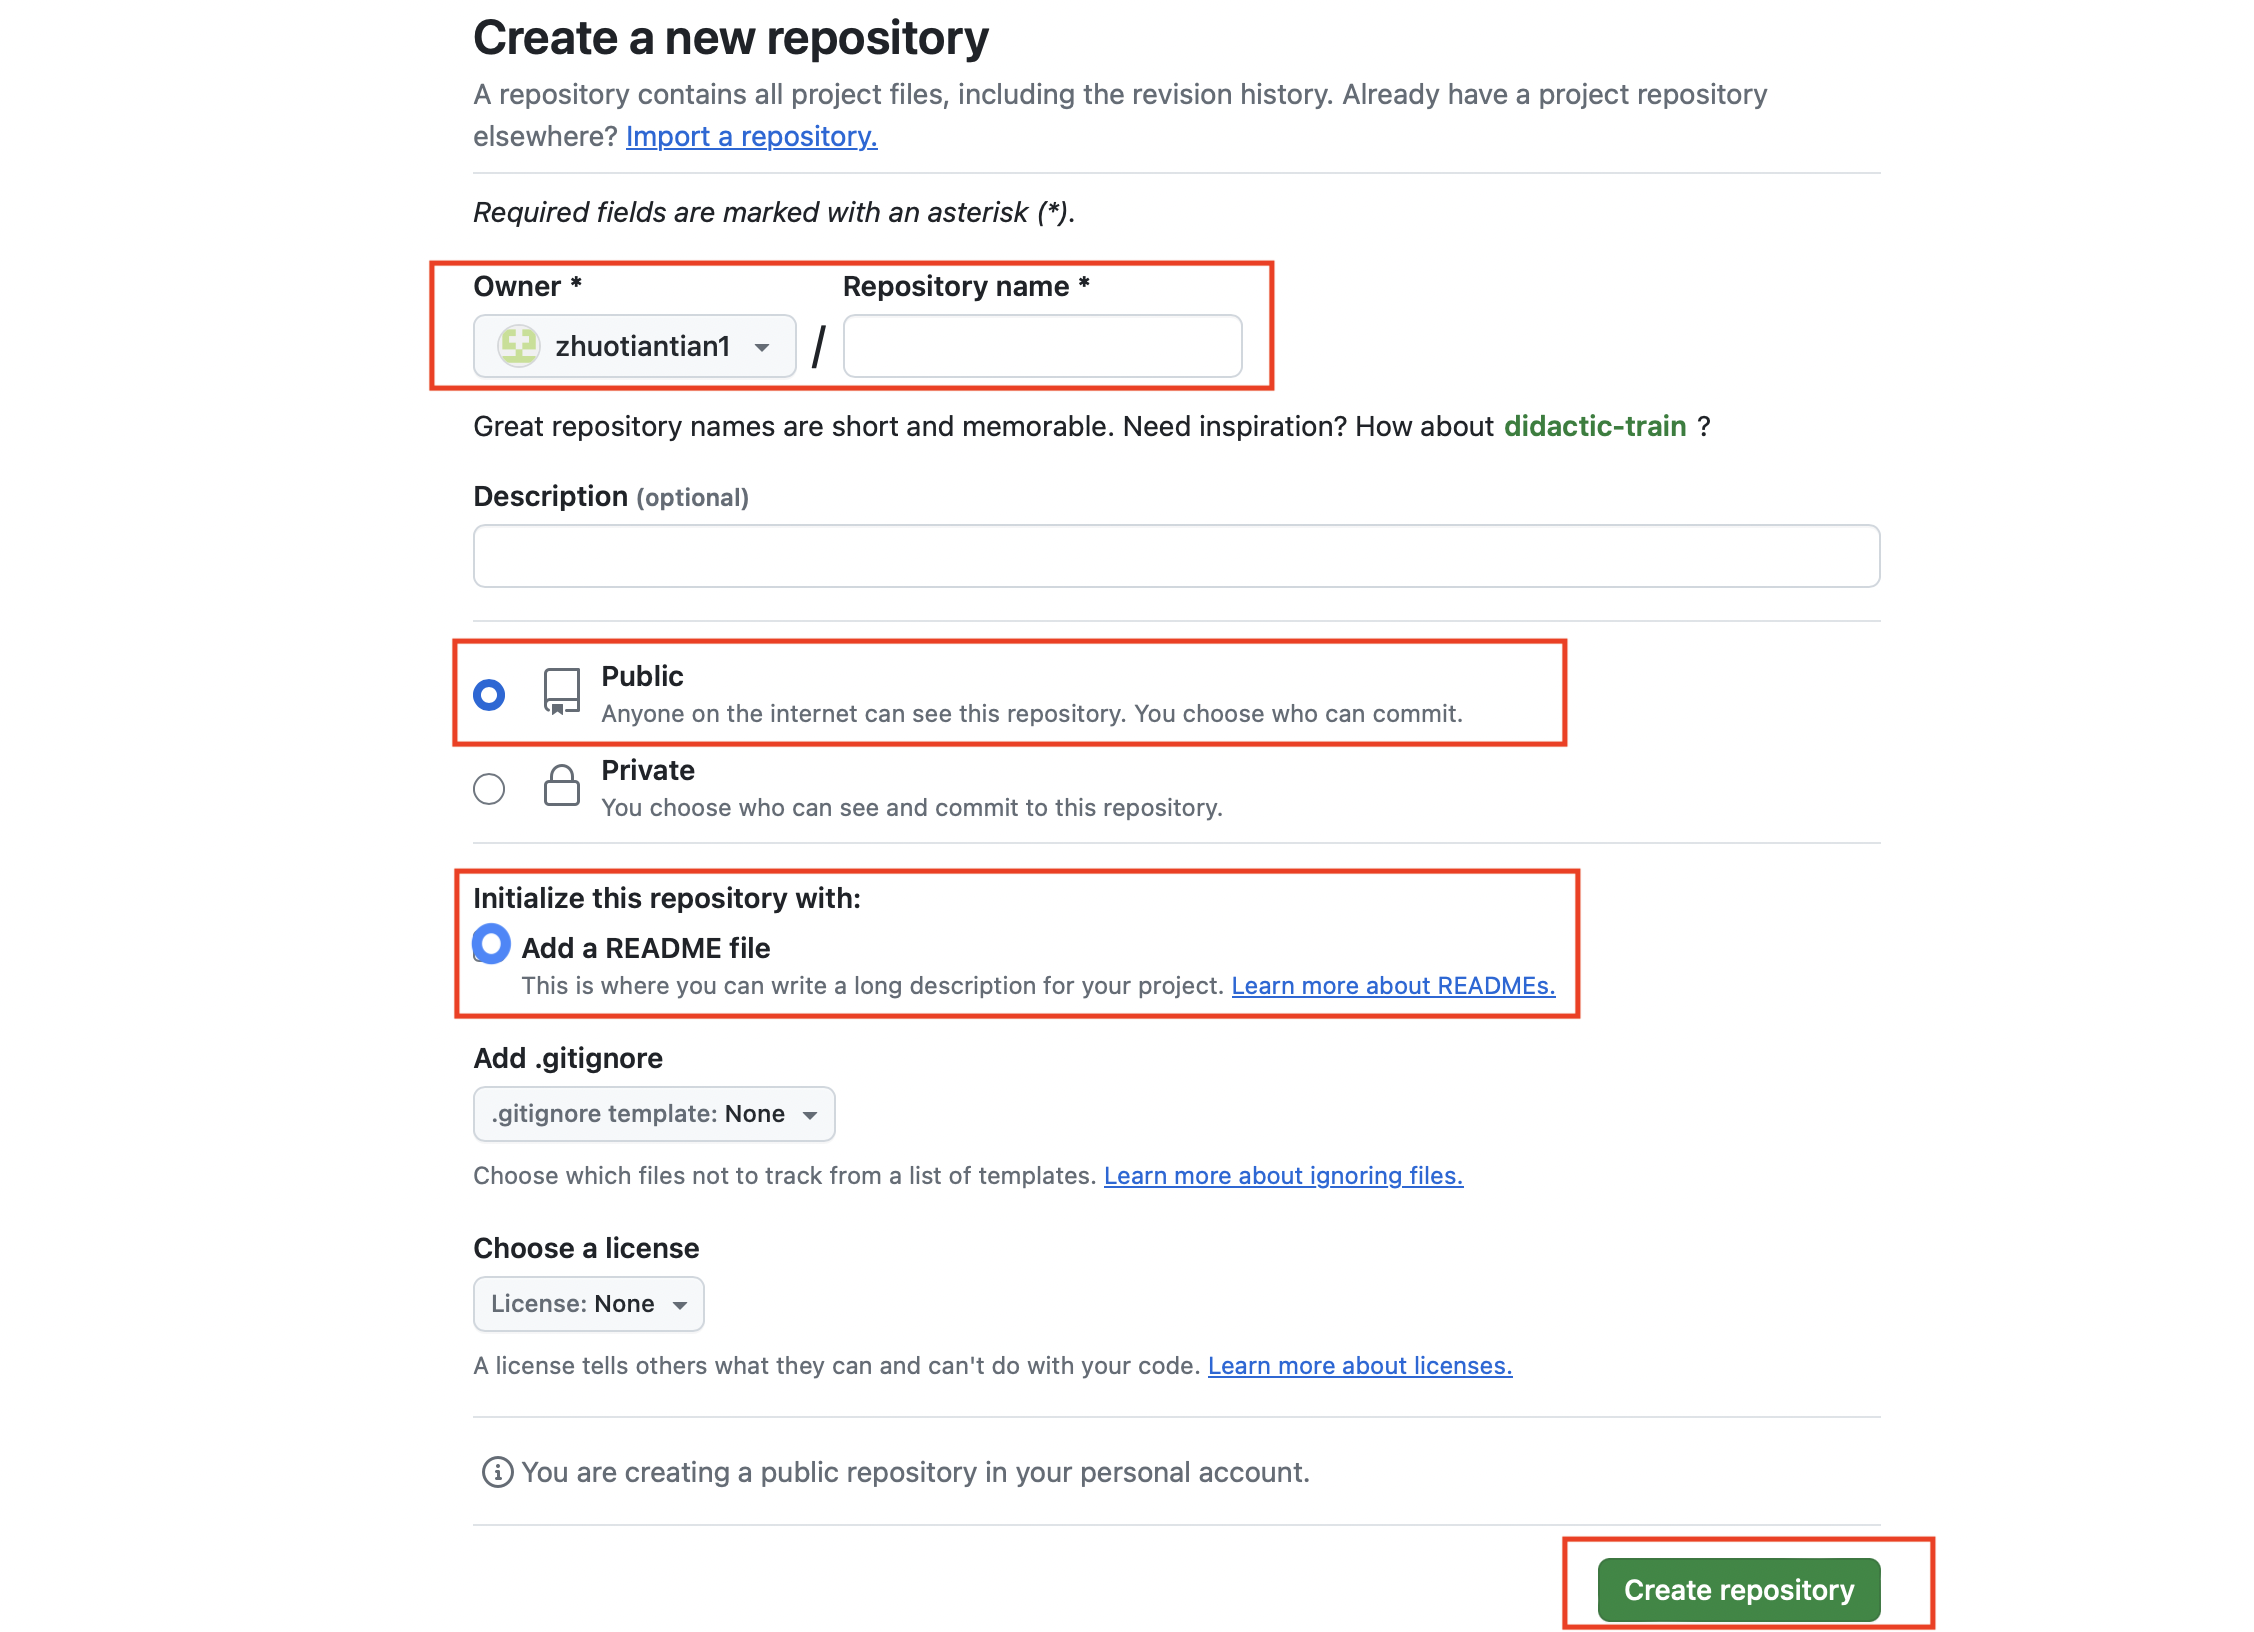 Create a new repository
A repository contains all project files, including the revision history. Already have a project repository
elsewhere? Import a repository.
Required fields are marked with an asterisk (*).
Owner * Repository name *
zhuotiantian1 /
Great repository names are short and memorable. Need inspiration? How about didactic-train ?
Description (optional)
Public
Anyone on the internet can see this repository. You choose who can commit.
Private
You choose who can see and commit to this repository.
Initialize this repository with:
Add a README file
This is where you can write a long description for your project. Learn more about READMEs.
Add .gitignore
.gitignore template: None
Choose which files not to track from a list of templates. Learn more about ignoring files.
Choose a license
License: None
A license tells others what they can and can't do with your code. Learn more about licenses.
You are creating a public repository in your personal account.
Create repository